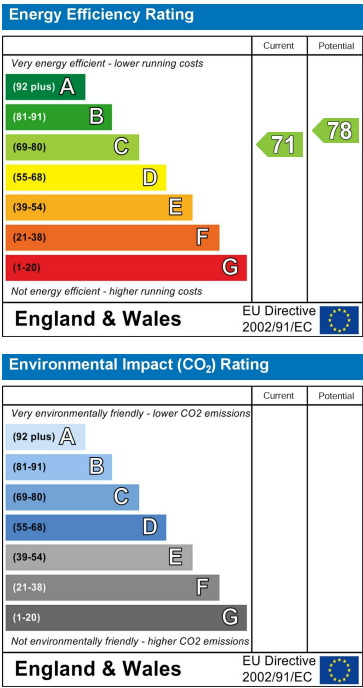 Energy Efficiency Rating
Current Potential
Very energy efficient - lower running costs
(92 plus) A
(81-91) B
(69-80) C
71 78
(55-68) D
(39-54) E
(21-38) F
(1-20) G
Not energy efficient - higher running costs
England & Wales
EU Directive
2002/91/EC
Environmental Impact (CO₂) Rating
Current Potential
Very environmentally friendly - lower CO2 emissions
(92 plus) A
(81-91) B
(69-80) C
(55-68) D
(39-54) E
(21-38) F
(1-20) G
Not environmentally friendly - higher CO2 emissions
England & Wales
EU Directive
2002/91/EC